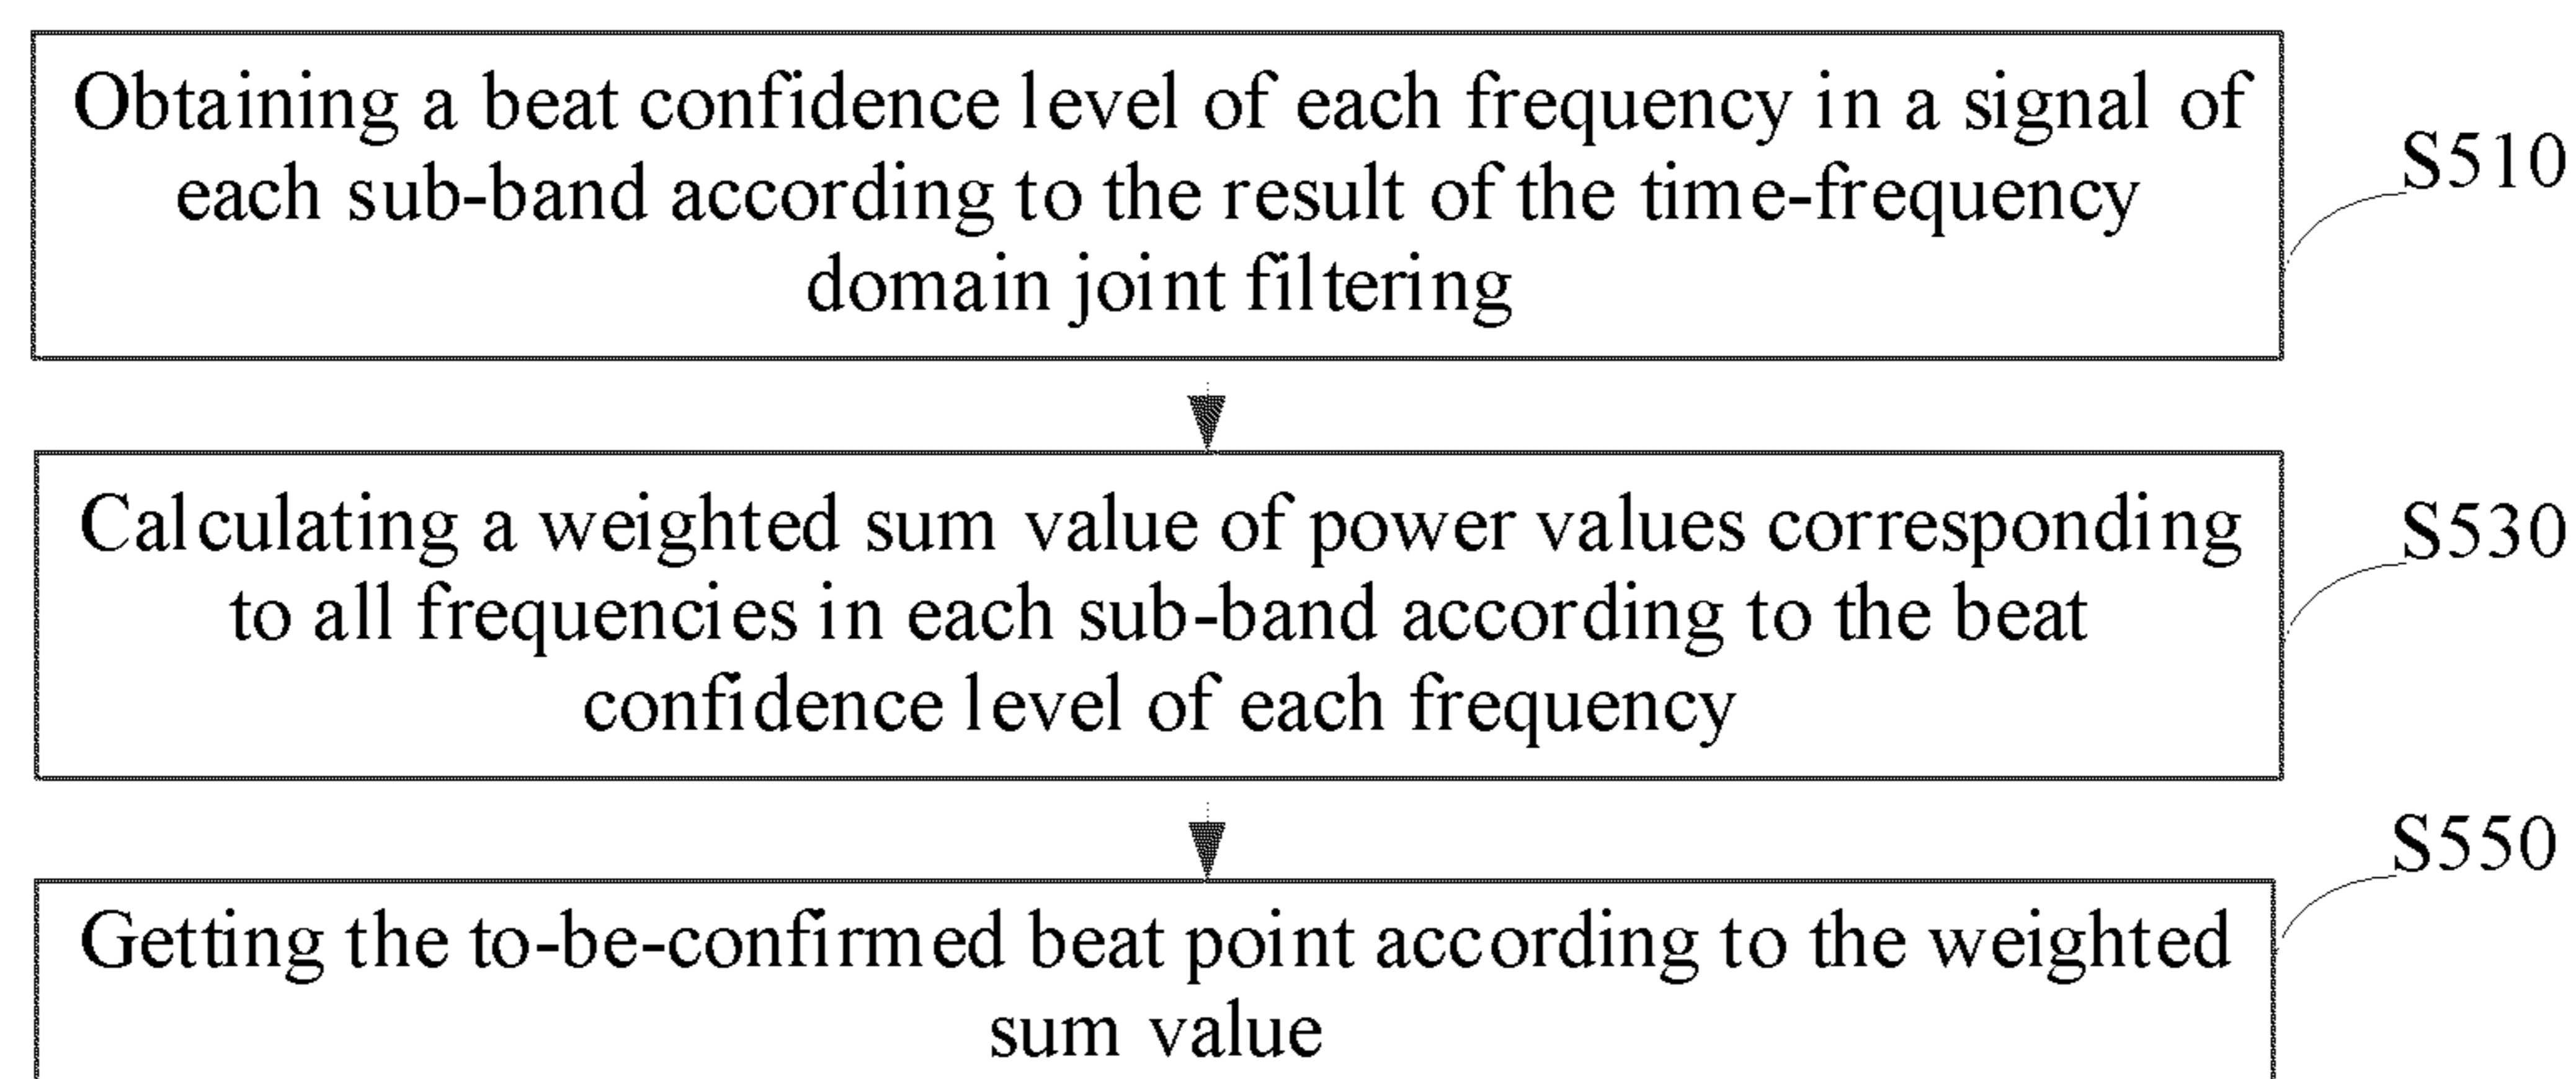 Obtaining a beat confidence level of each frequency in a signal of
each sub-band according to the result of the time-frequency
domain joint filtering
S510
Calculating a weighted sum value of power values corresponding
to all frequencies in each sub-band according to the beat
confidence level of each frequency
S530
Getting the to-be-confirmed beat point according to the weighted
sum value
S550